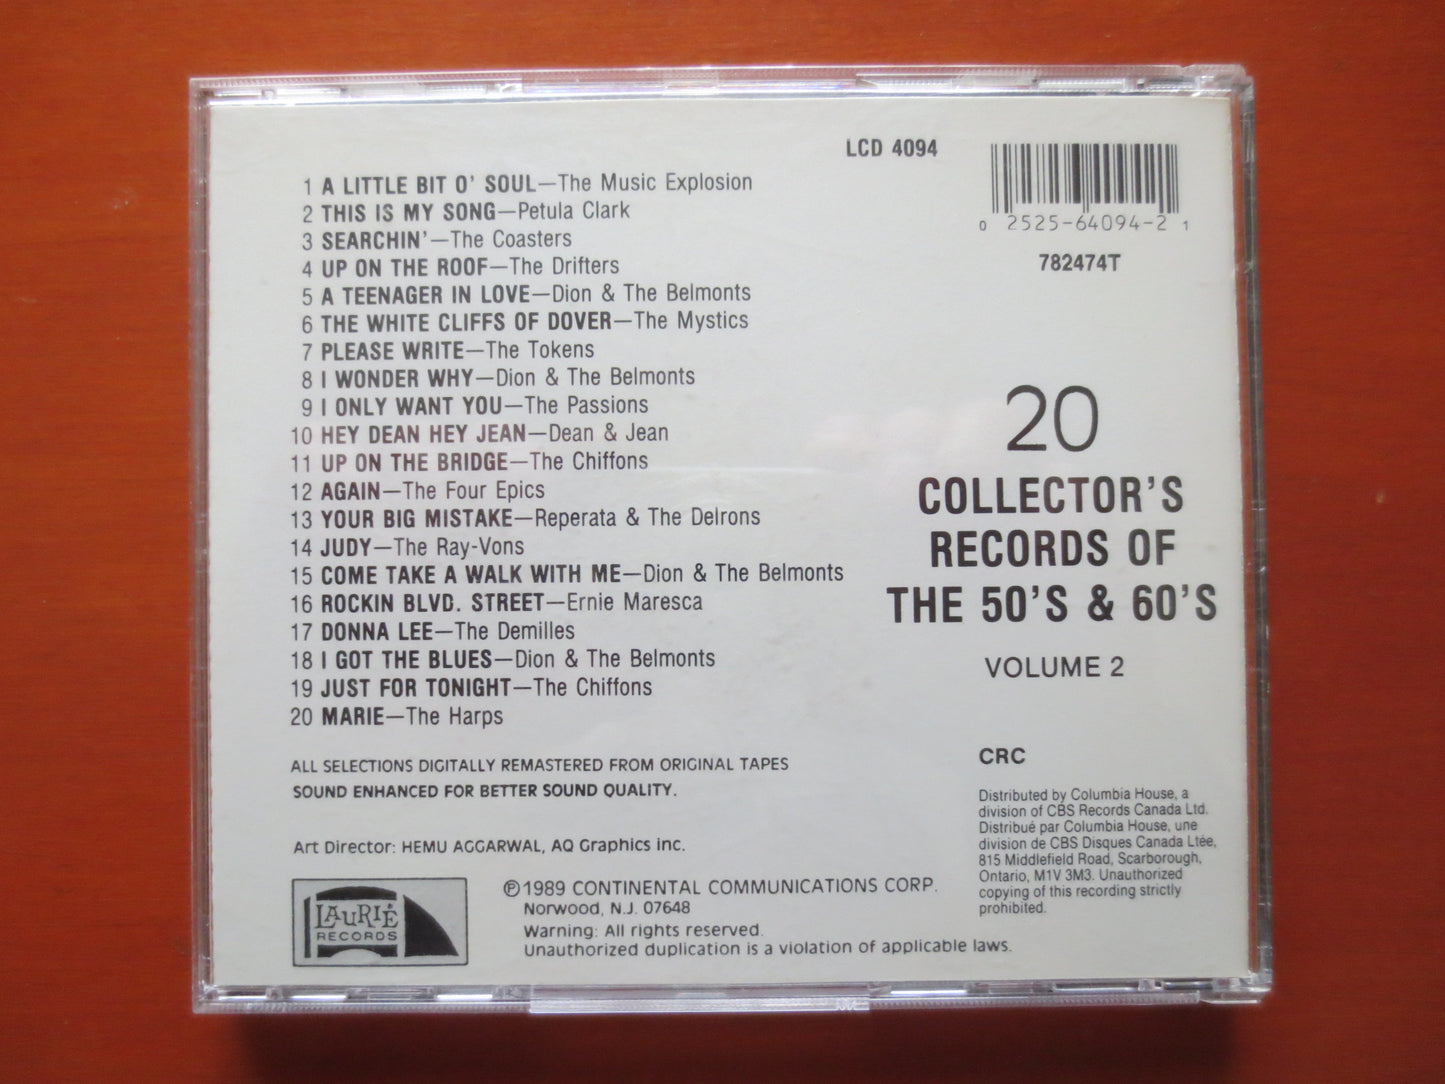 LCD 4094
0 2525-64094-2 1
782474T
1 A LITTLE BIT O' SOUL—The Music Explosion
2 THIS IS MY SONG—Petula Clark
3 SEARCHIN'—The Coasters
4 UP ON THE ROOF—The Drifters
5 A TEENAGER IN LOVE—Dion & The Belmonts
6 THE WHITE CLIFFS OF DOVER—The Mystics
7 PLEASE WRITE—The Tokens
8 I WONDER WHY—Dion & The Belmonts
9 I ONLY WANT YOU—The Passions
10 HEY DEAN HEY JEAN—Dean & Jean
11 UP ON THE BRIDGE—The Chiffons
12 AGAIN—The Four Epics
13 YOUR BIG MISTAKE—Reperata & The Delrons
14 JUDY—The Ray-Vons
15 COME TAKE A WALK WITH ME—Dion & The Belmonts
16 ROCKIN BLVD. STREET—Ernie Maresca
17 DONNA LEE—The Demilles
18 I GOT THE BLUES—Dion & The Belmonts
19 JUST FOR TONIGHT—The Chiffons
20 MARIE—The Harps
20
COLLECTOR'S
RECORDS OF
THE 50'S & 60'S
VOLUME 2
ALL SELECTIONS DIGITALLY REMASTERED FROM ORIGINAL TAPES
SOUND ENHANCED FOR BETTER SOUND QUALITY.
Art Director: HEMU AGGARWAL, AQ Graphics inc.
LAURIE
RECORDS
℗1989 CONTINENTAL COMMUNICATIONS CORP.
Norwood, N.J. 07648
Warning: All rights reserved.
Unauthorized duplication is a violation of applicable laws.
CRC
Distributed by Columbia House, a
division of CBS Records Canada Ltd.
Distribué par Columbia House, une
division de CBS Disques Canada Ltée,
815 Middlefield Road, Scarborough,
Ontario, M1V 3M3. Unauthorized
copying of this recording strictly
prohibited.